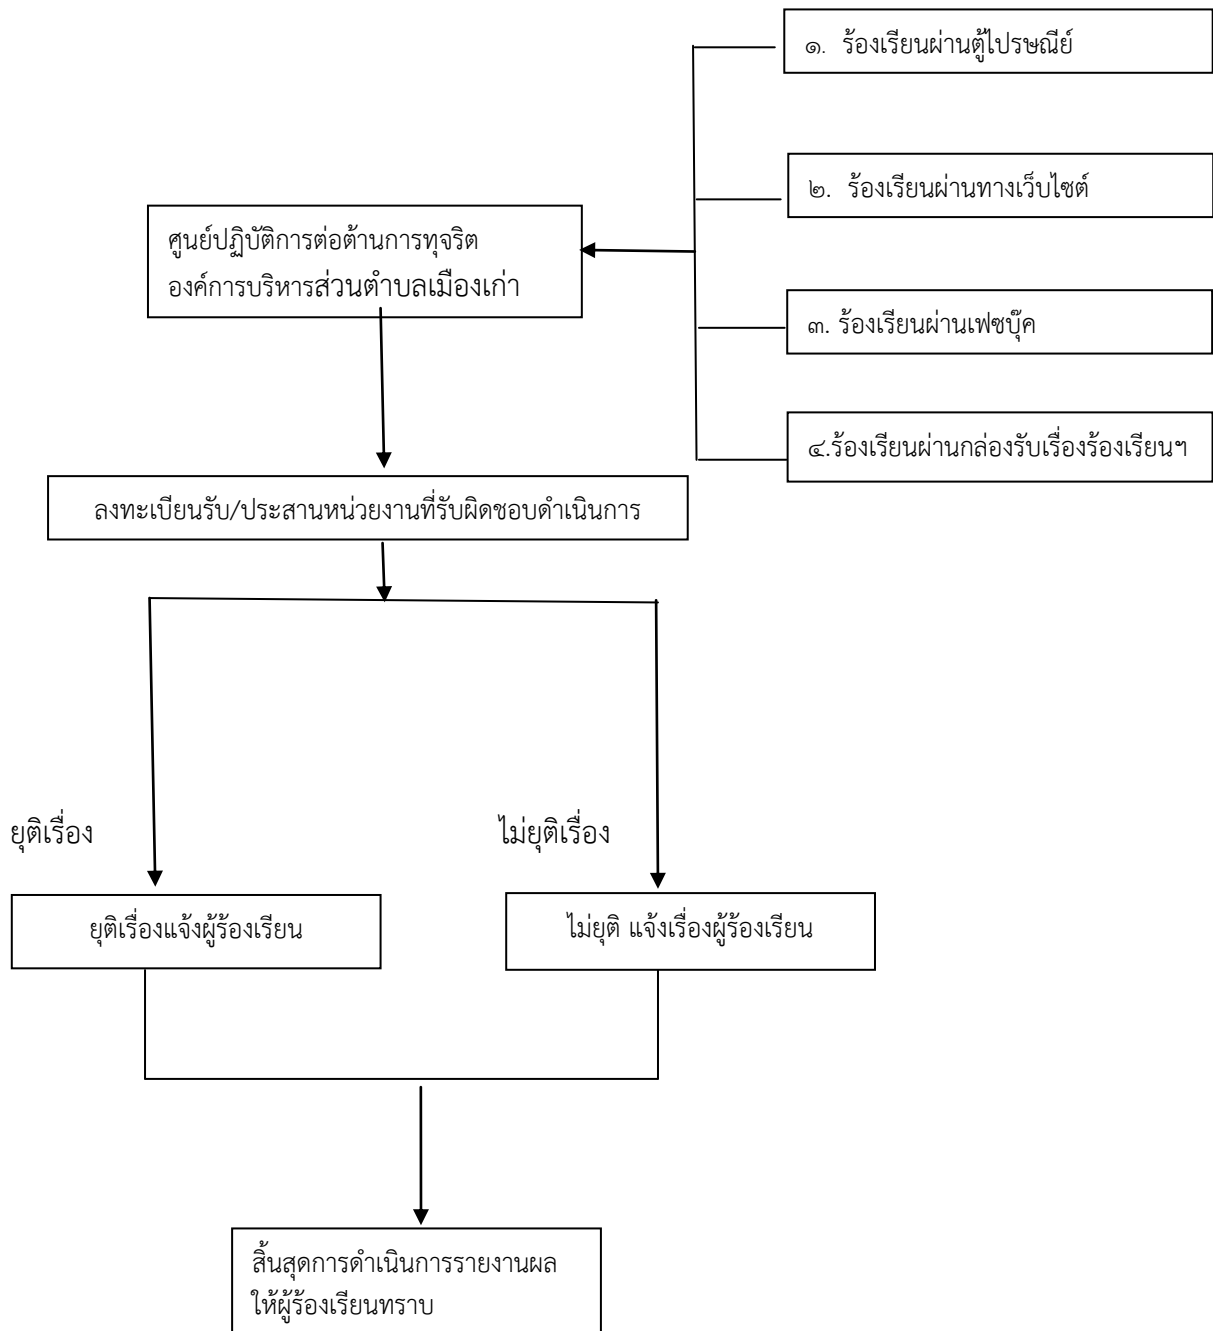 ๑. ร้องเรียนผ่านตู้ไปรษณีย์
๒. ร้องเรียนผ่านทางเว็บไซต์
ศูนย์ปฏิบัติการต่อต้านการทุจริต
องค์การบริหารส่วนตำบลเมืองเก่า
๓. ร้องเรียนผ่านเฟซบุ๊ค
๔.ร้องเรียนผ่านกล่องรับเรื่องร้องเรียนฯ
ลงทะเบียนรับ/ประสานหน่วยงานที่รับผิดชอบดำเนินการ
ยุติเรื่อง
ไม่ยุติเรื่อง
ยุติเรื่องแจ้งผู้ร้องเรียน
ไม่ยุติ แจ้งเรื่องผู้ร้องเรียน
สิ้นสุดการดำเนินการรายงานผล
ให้ผู้ร้องเรียนทราบ